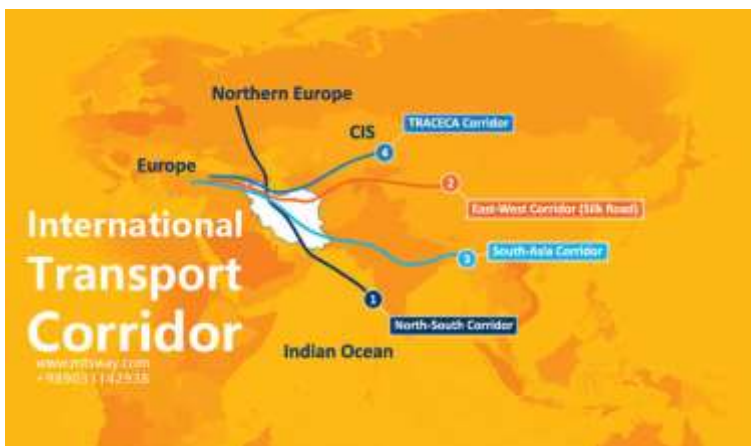 Northern Europe
CIS
TRACECA Corridor
4
Europe
2
East-West Corridor (Silk Road)
International
Transport
Corridor
South-Asia Corridor
3
1
North-South Corridor
Indian Ocean
www.mtsway.com